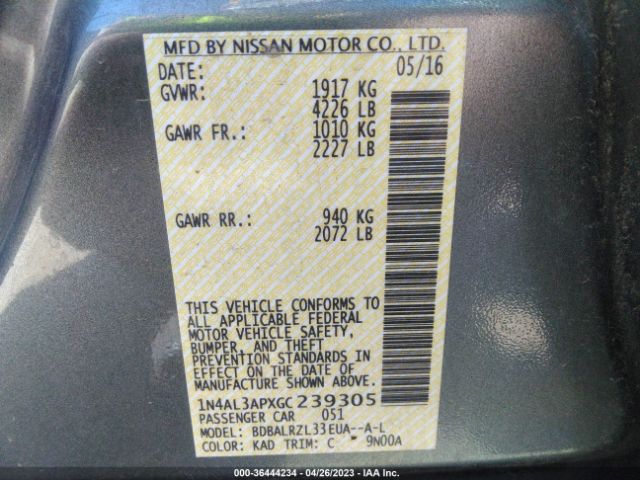 MFD BY NISSAN MOTOR CO., LTD.
DATE: 05/16
GVWR: 1917 KG
4226 LB
GAWR FR.: 1010 KG
2227 LB
GAWR RR.: 940 KG
2072 LB
THIS VEHICLE CONFORMS TO
ALL APPLICABLE FEDERAL
MOTOR VEHICLE SAFETY,
BUMPER, AND THEFT
PREVENTION STANDARDS IN
EFFECT ON THE DATE OF
MANUFACTURE SHOWN ABOVE.
1N4AL3APXGC239305
PASSENGER CAR 051
MODEL: BDBALRZL33EUA--A-L
COLOR: KAD TRIM: C 9N00A
000-36444234 - 04/26/2023 - IAA Inc.